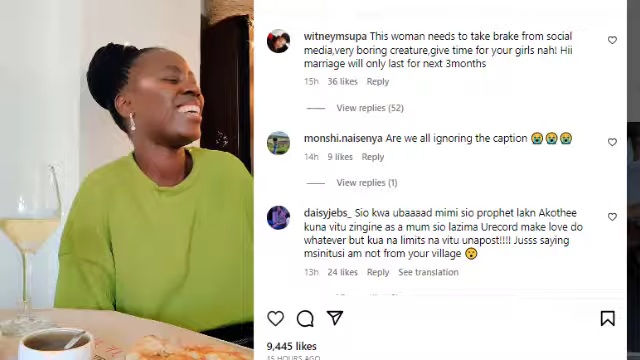 witneymsupa This woman needs to take brake from social
media,very boring creature,give time for your girls nah! Hii
marriage will only last for next 3months
15h 36 likes Reply
View replies (52)
monshi.naisenya Are we all ignoring the caption 😭😭😭
14h 9 likes Reply
View replies (1)
daisyjebs_ Sio kwa ubaaaad mimi sio prophet lakn Akothee
kuna vitu zingine as a mum sio lazima Urecord make love do
whatever but kua na limits na vitu unapost!!!! Jusss saying
msinitusi am not from your village 😯
13h 24 likes Reply See translation
9,445 likes
15 HOURS AGO